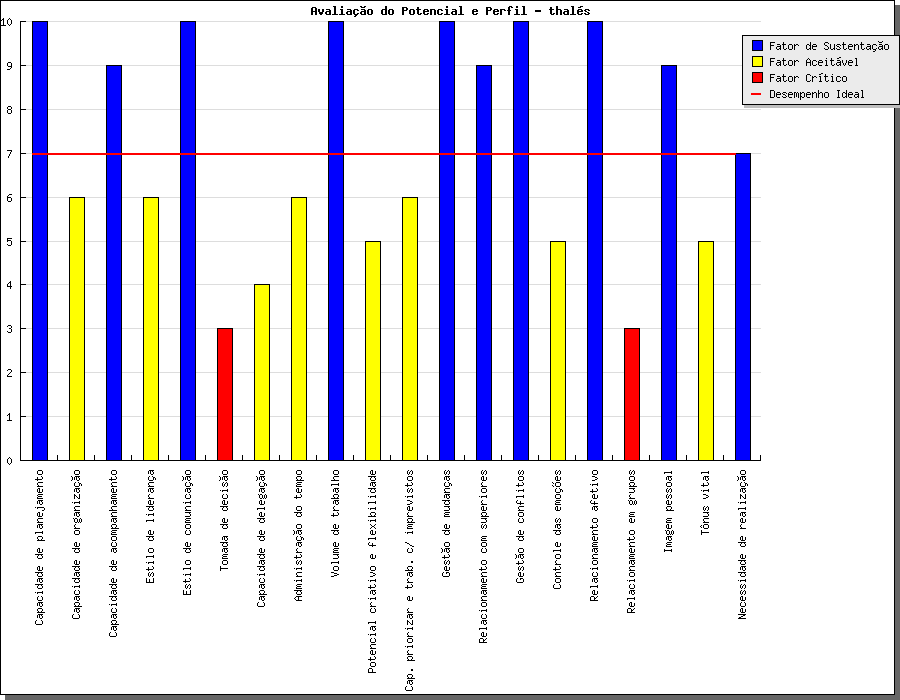 Avaliação do Potencial e Perfil - thalés
Fator de Sustentação
Fator Aceitável
Fator Crítico
Desempenho Ideal
10
9
8
7
6
5
4
3
2
1
0
Capacidade de planejamento
Capacidade de organização
Capacidade de acompanhamento
Estilo de liderança
Estilo de comunicação
Tomada de decisão
Capacidade de delegação
Administração do tempo
Volume de trabalho
Potencial criativo e flexibilidade
Cap. priorizar e trab. c/ imprevistos
Gestão de mudanças
Relacionamento com superiores
Gestão de conflitos
Controle das emoções
Relacionamento afetivo
Relacionamento em grupos
Imagem pessoal
Tônus vital
Necessidade de realização